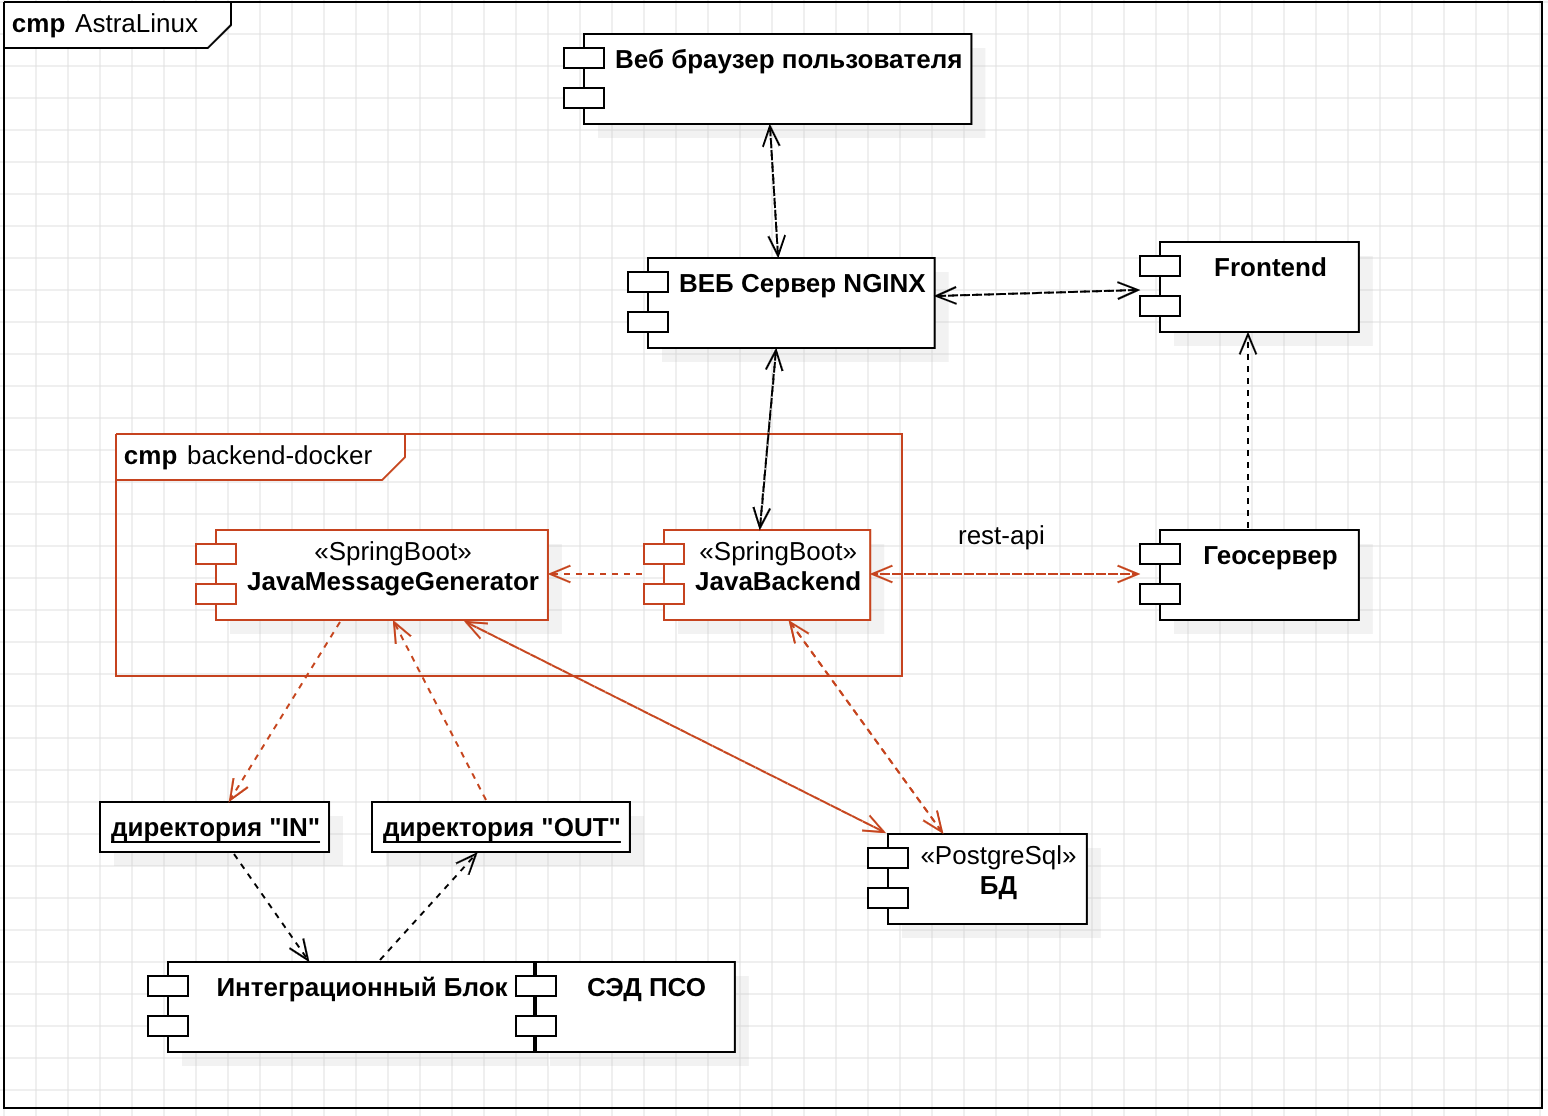 cmp AstraLinux
Веб браузер пользователя
ВЕБ Сервер NGINX
Frontend
cmp backend-docker
«SpringBoot»
JavaMessageGenerator
«SpringBoot»
JavaBackend
rest-api
Геосервер
директория "IN"
директория "OUT"
«PostgreSql»
БД
Интеграционный Блок
СЭД ПСО